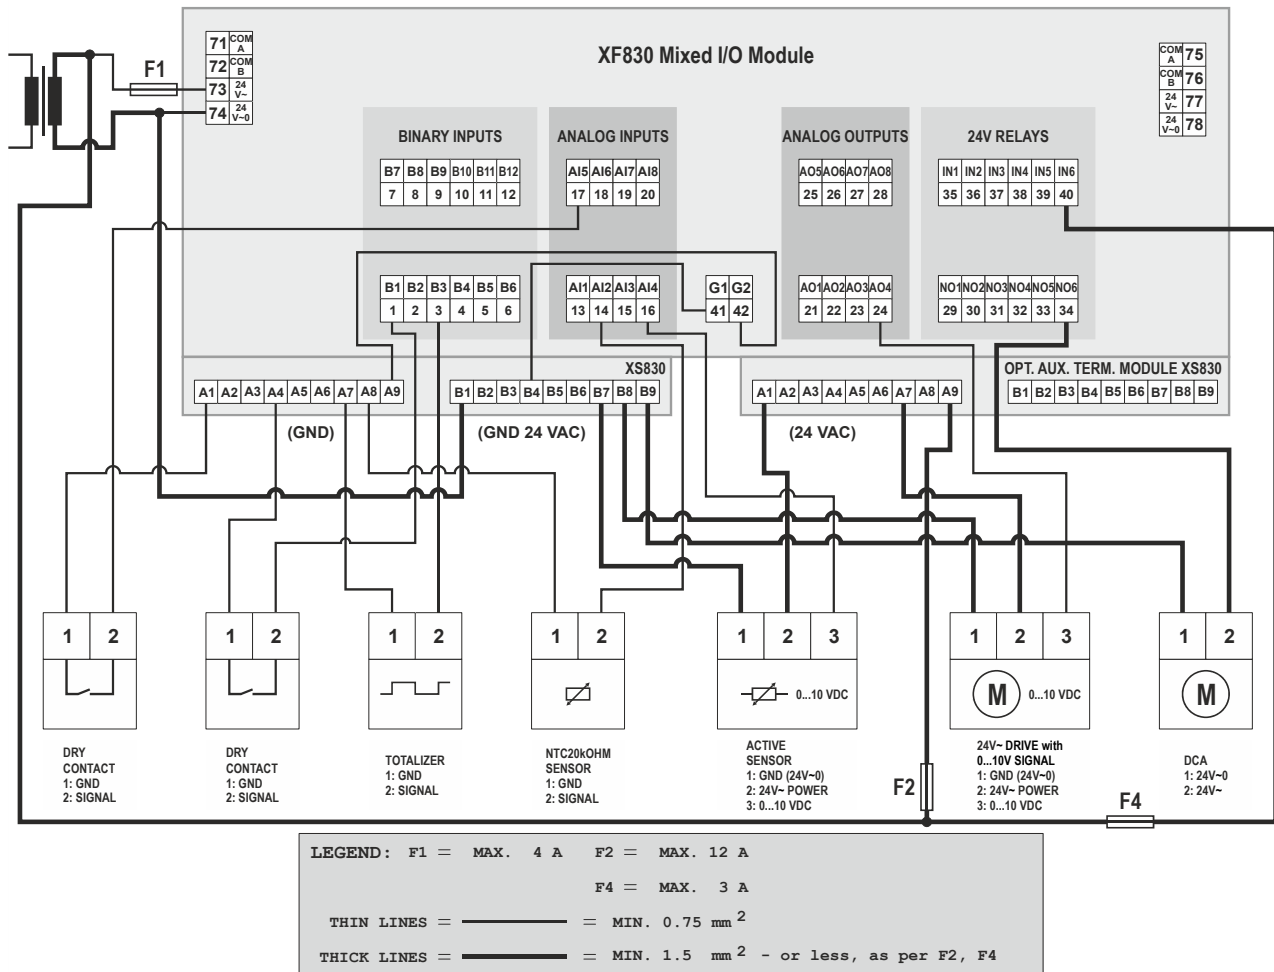 XF830 Mixed I/O Module
71 COM A
72 COM B
73 24 V~
74 24 V~0
F1
COM A 75
COM B 76
24 V~ 77
24 V~0 78
BINARY INPUTS
ANALOG INPUTS
ANALOG OUTPUTS
24V RELAYS
B7 B8 B9 B10 B11 B12
7 8 9 10 11 12
AI5 AI6 AI7 AI8
17 18 19 20
AO5 AO6 AO7 AO8
25 26 27 28
IN1 IN2 IN3 IN4 IN5 IN6
35 36 37 38 39 40
B1 B2 B3 B4 B5 B6
1 2 3 4 5 6
AI1 AI2 AI3 AI4
13 14 15 16
G1 G2
41 42
AO1 AO2 AO3 AO4
21 22 23 24
NO1 NO2 NO3 NO4 NO5 NO6
29 30 31 32 33 34
XS830
OPT. AUX. TERM. MODULE XS830
A1 A2 A3 A4 A5 A6 A7 A8 A9
B1 B2 B3 B4 B5 B6 B7 B8 B9
A1 A2 A3 A4 A5 A6 A7 A8 A9
B1 B2 B3 B4 B5 B6 B7 B8 B9
(GND)
(GND 24 VAC)
(24 VAC)
1 2
1 2
1 2
1 2
1 2 3
1 2 3
1 2
0...10 VDC
M
0...10 VDC
M
DRY
CONTACT
1: GND
2: SIGNAL
DRY
CONTACT
1: GND
2: SIGNAL
TOTALIZER
1: GND
2: SIGNAL
NTC20kOHM
SENSOR
1: GND
2: SIGNAL
ACTIVE
SENSOR
1: GND (24V~0)
2: 24V~ POWER
3: 0...10 VDC
F2
24V~ DRIVE with
0...10V SIGNAL
1: GND (24V~0)
2: 24V~ POWER
3: 0...10 VDC
F4
DCA
1: 24V~0
2: 24V~
LEGEND: F1 = MAX. 4 A F2 = MAX. 12 A
F4 = MAX. 3 A
THIN LINES = = MIN. 0.75 mm 2
THICK LINES = = MIN. 1.5 mm 2 - or less, as per F2, F4